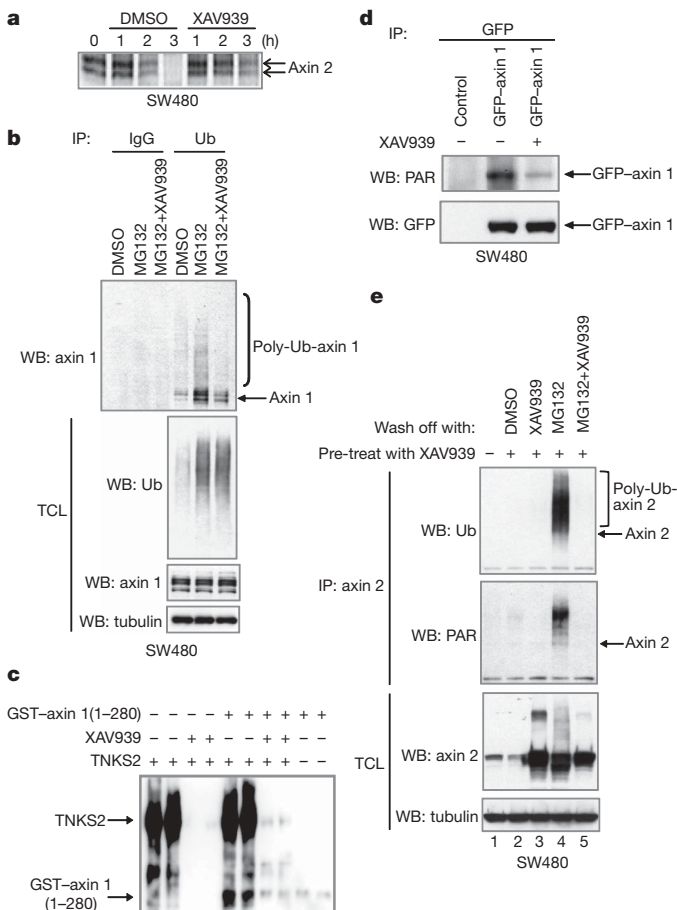 a
DMSO XAV939
0 1 2 3 1 2 3 (h)
Axin 2
SW480
b
IP: IgG Ub
DMSO
MG132
MG132+XAV939
DMSO
MG132
MG132+XAV939
WB: axin 1
Poly-Ub-axin 1
Axin 1
TCL
WB: Ub
WB: axin 1
WB: tubulin
SW480
c
GST–axin 1(1–280) – – – – + + + + + +
XAV939 – – + + – – + + – –
TNKS2 + + + + + + + + – –
TNKS2
GST–axin 1
(1–280)
d
IP: GFP
Control
GFP–axin 1
GFP–axin 1
XAV939 – – +
WB: PAR
GFP–axin 1
WB: GFP
GFP–axin 1
SW480
e
Wash off with:
DMSO
XAV939
MG132
MG132+XAV939
Pre-treat with XAV939 – + + + +
IP: axin 2
WB: Ub
Poly-Ub-
axin 2
Axin 2
WB: PAR
Axin 2
TCL
WB: axin 2
WB: tubulin
1 2 3 4 5
SW480